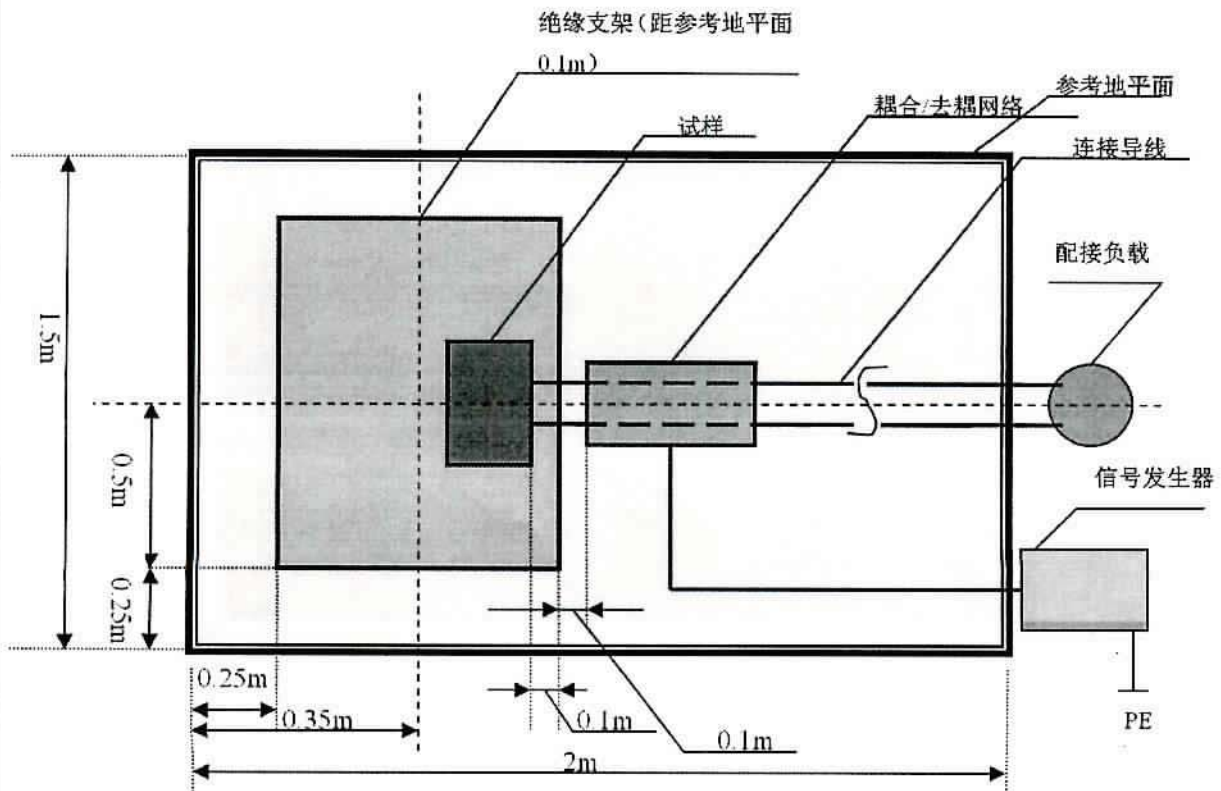 绝缘支架（距参考地平面
0.1m）
参考地平面
耦合/去耦网络
试样
连接导线
配接负载
1.5m
0.5m
信号发生器
0.25m
0.25m
0.35m
0.1m
0.1m
PE
2m